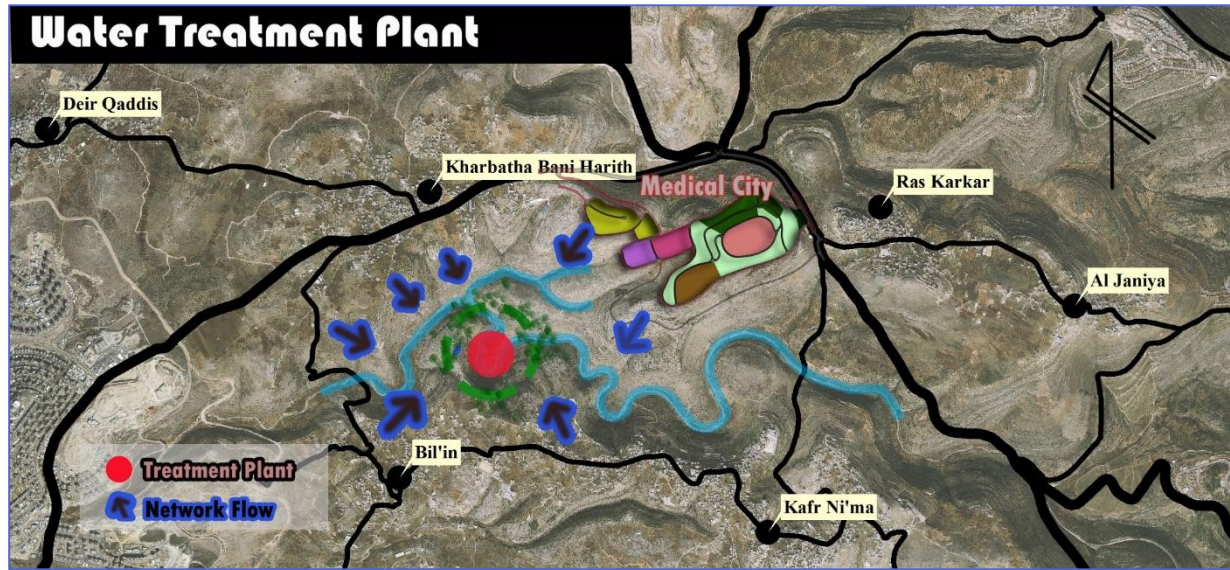 Water Treatment Plant
Deir Qaddis
Kharbatha Bani Harith
Medical City
Ras Karkar
Al Janiya
Bil'in
Kafr Ni'ma
Treatment Plant
Network Flow